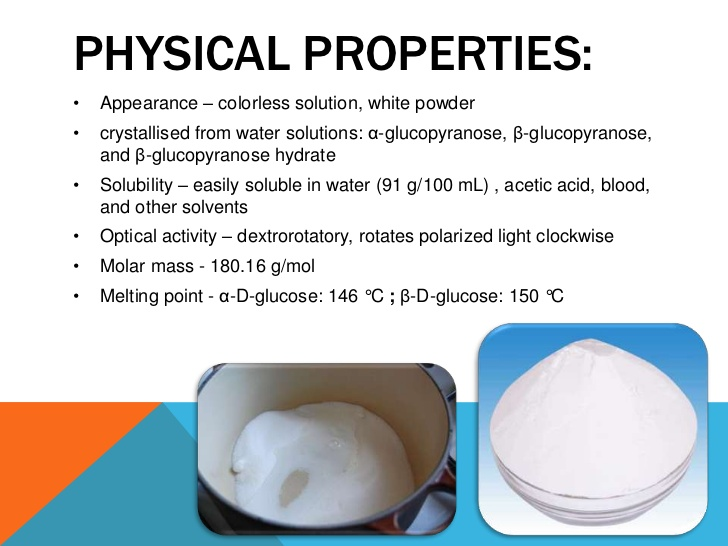 PHYSICAL PROPERTIES:
• Appearance – colorless solution, white powder
• crystallised from water solutions: α-glucopyranose, β-glucopyranose,
and β-glucopyranose hydrate
• Solubility – easily soluble in water (91 g/100 mL) , acetic acid, blood,
and other solvents
• Optical activity – dextrorotatory, rotates polarized light clockwise
• Molar mass - 180.16 g/mol
• Melting point - α-D-glucose: 146 °C ; β-D-glucose: 150 °C